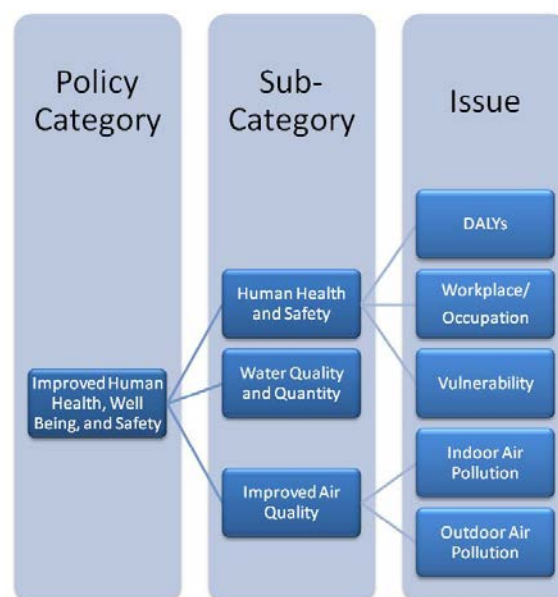 Policy
Category
Sub-
Category
Issue
DALYs
Human Health
and Safety
Workplace/
Occupation
Improved Human
Health, Well
Being, and Safety
Water Quality
and Quantity
Vulnerability
Improved Air
Quality
Indoor Air
Pollution
Outdoor Air
Pollution